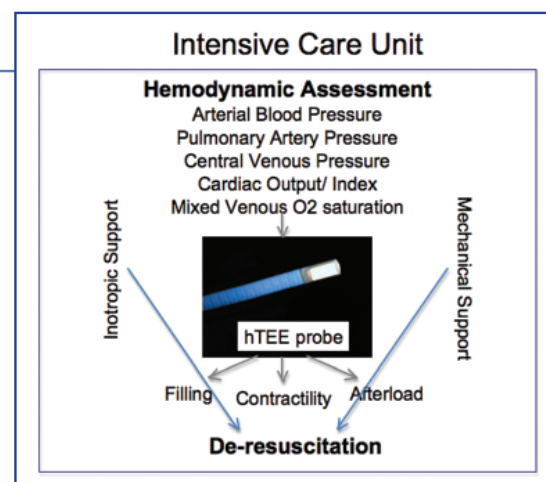 Intensive Care Unit
Hemodynamic Assessment
Arterial Blood Pressure
Pulmonary Artery Pressure
Central Venous Pressure
Cardiac Output/ Index
Mixed Venous O2 saturation
Inotropic Support
Mechanical Support
hTEE probe
Filling
Contractility
Afterload
De-resuscitation